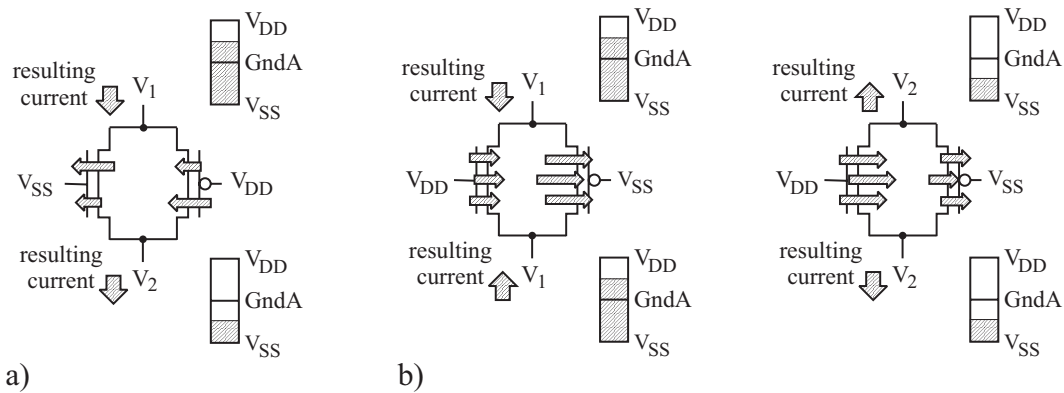 V_DD
GndA
V_SS
resulting
current
V_1
V_SS
V_DD
resulting
current
V_2
V_DD
GndA
V_SS
a)
V_DD
GndA
V_SS
resulting
current
V_1
V_DD
V_SS
resulting
current
V_1
V_DD
GndA
V_SS
b)
V_DD
GndA
V_SS
resulting
current
V_2
V_DD
V_SS
resulting
current
V_2
V_DD
GndA
V_SS